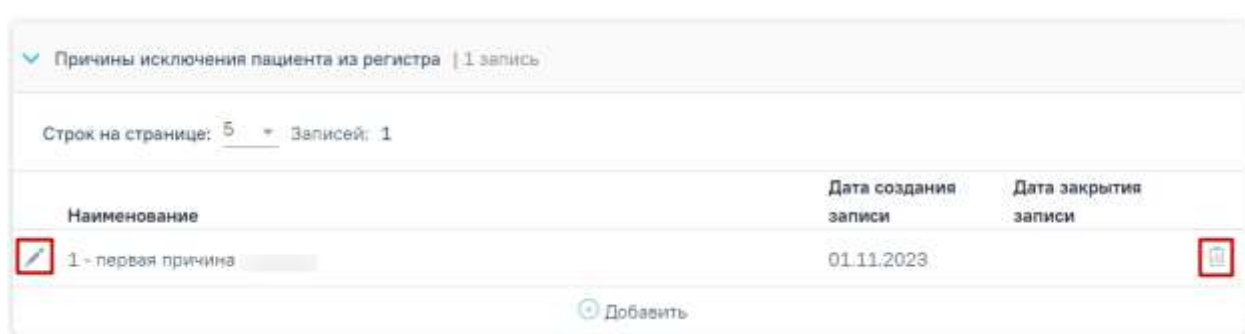 Причины исключения пациента из регистра | 1 запись
Строк на странице: 5 Записей: 1
Наименование Дата создания записи Дата закрытия записи
1 - первая причина 01.11.2023
Добавить